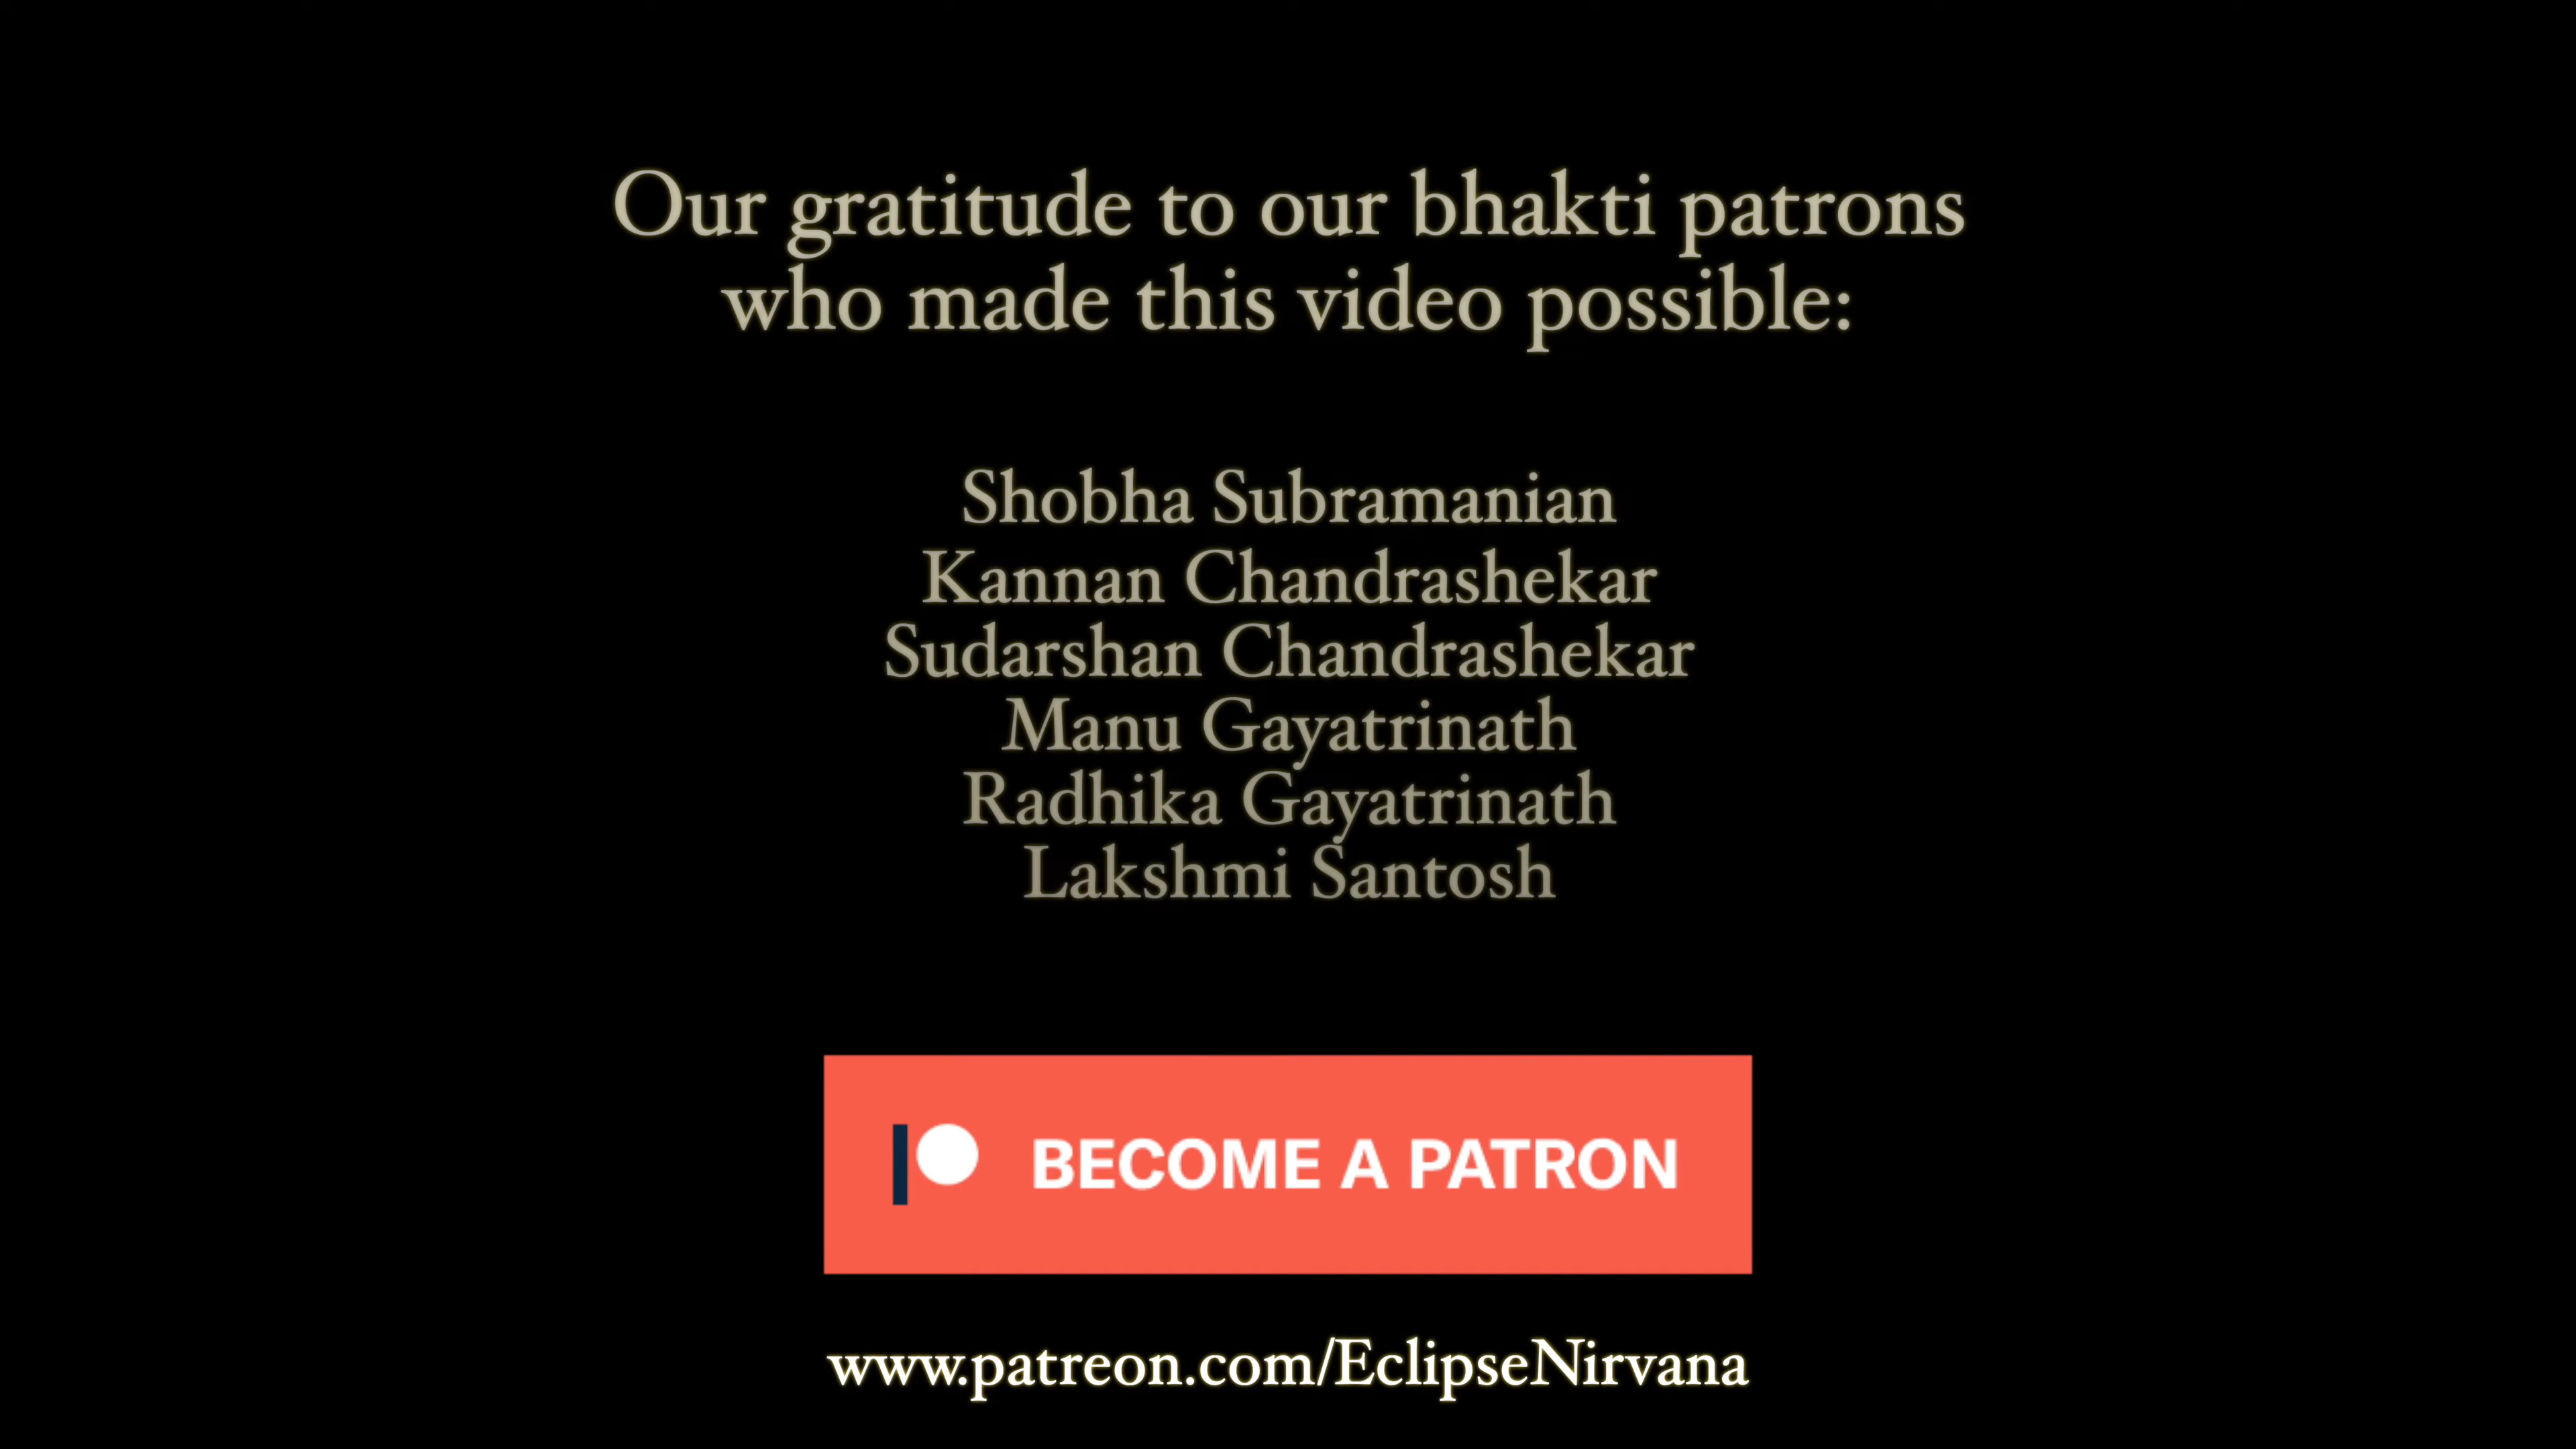 Our gratitude to our bhakti patrons
who made this video possible:
Shobha Subramanian
Kannan Chandrashekar
Sudarshan Chandrashekar
Manu Gayatrinath
Radhika Gayatrinath
Lakshmi Santosh
BECOME A PATRON
www.patreon.com/EclipseNirvana